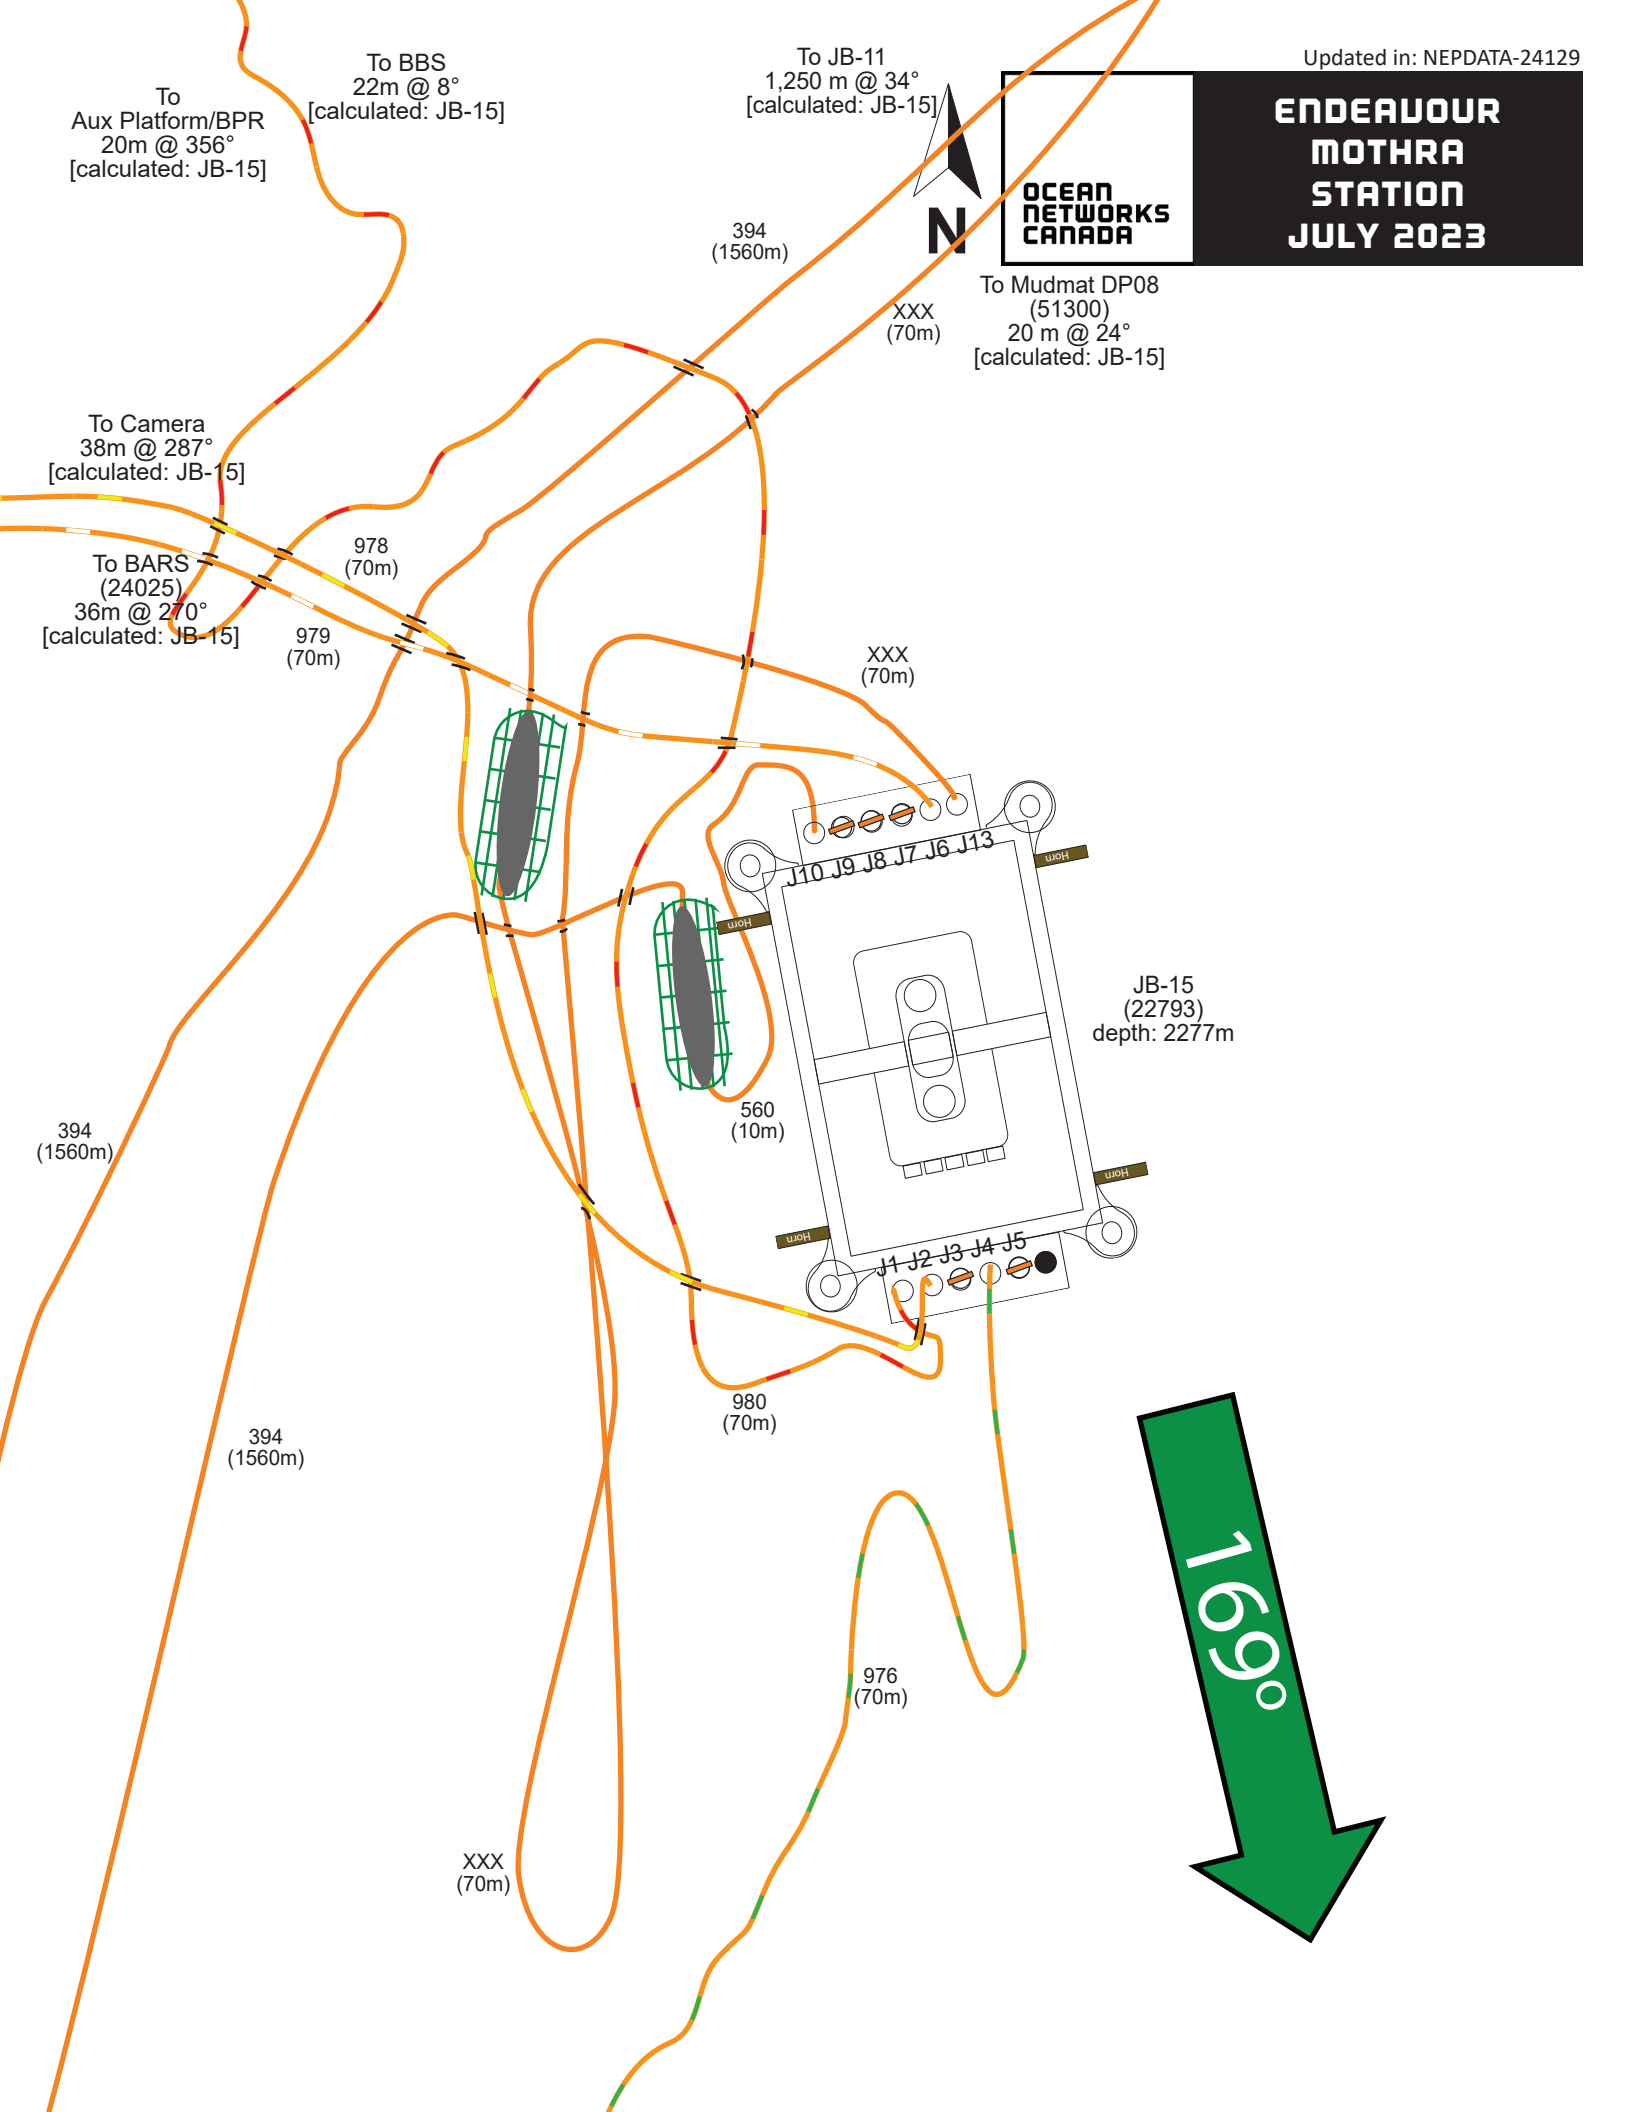 Updated in: NEPDATA-24129
ENDEAVOUR
MOTHRA
STATION
JULY 2023
OCEAN
NETWORKS
CANADA
N
To BBS
22m @ 8°
[calculated: JB-15]
To JB-11
1,250 m @ 34°
[calculated: JB-15]
To
Aux Platform/BPR
20m @ 356°
[calculated: JB-15]
394
(1560m)
To Mudmat DP08
(51300)
20 m @ 24°
[calculated: JB-15]
XXX
(70m)
To Camera
38m @ 287°
[calculated: JB-15]
978
(70m)
To BARS
(24025)
36m @ 270°
[calculated: JB-15]
979
(70m)
XXX
(70m)
J10 J9 J8 J7 J6 J13
Horn
Horn
JB-15
(22793)
depth: 2277m
560
(10m)
394
(1560m)
Horn
Horn
J1 J2 J3 J4 J5
980
(70m)
394
(1560m)
169°
976
(70m)
XXX
(70m)